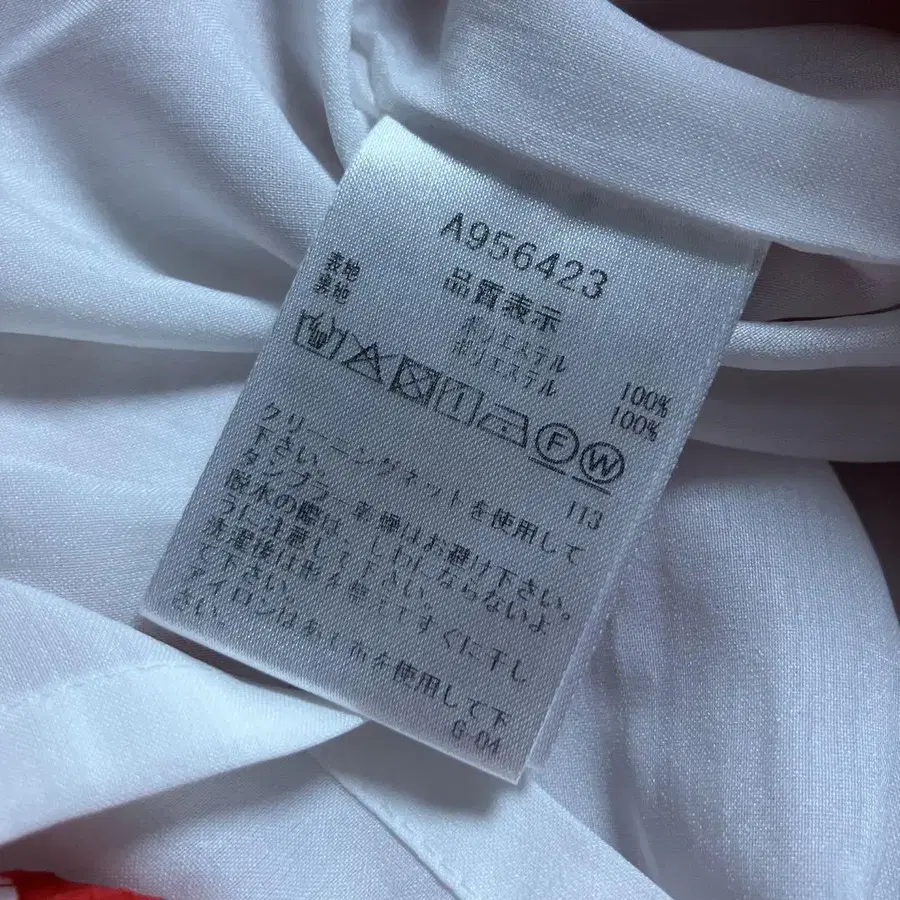 A956423
品質表示
表地 ポリエステル 100%
裏地 ポリエステル 100%
F W
113
クリーニングネットを使用して
下さい。
タンブラー乾燥はお避け下さい。
脱水の際は、しわにならないよ
うに注意して下さい。
洗濯後は形を整えてすぐに干し
て下さい。
アイロンはあて布を使用して下
さい。
G-04